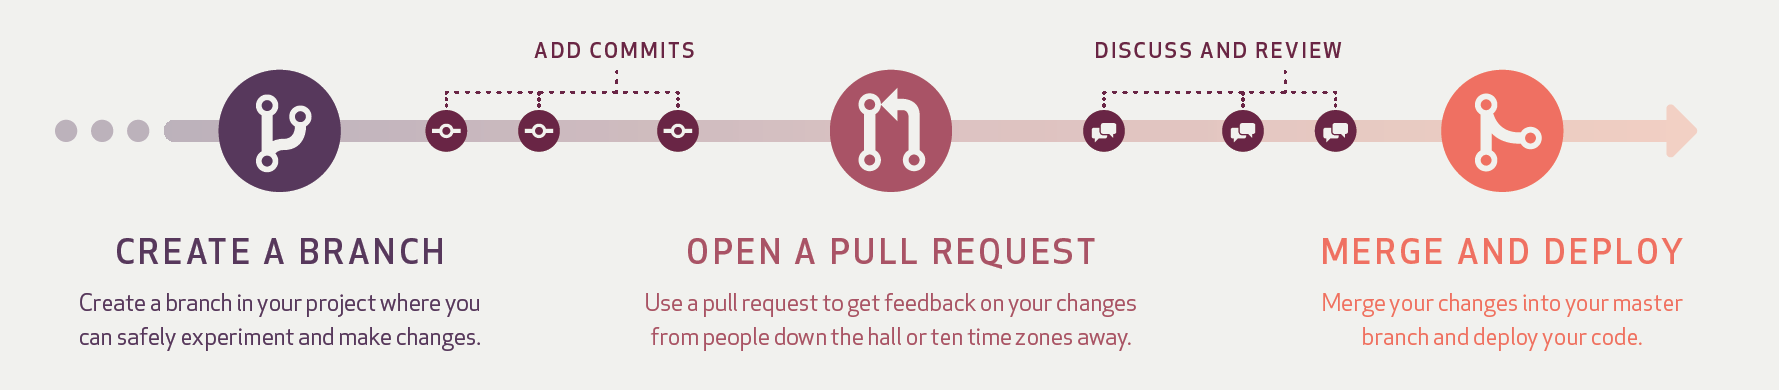 ADD COMMITS
DISCUSS AND REVIEW
CREATE A BRANCH
Create a branch in your project where you
can safely experiment and make changes.
OPEN A PULL REQUEST
Use a pull request to get feedback on your changes
from people down the hall or ten time zones away.
MERGE AND DEPLOY
Merge your changes into your master
branch and deploy your code.